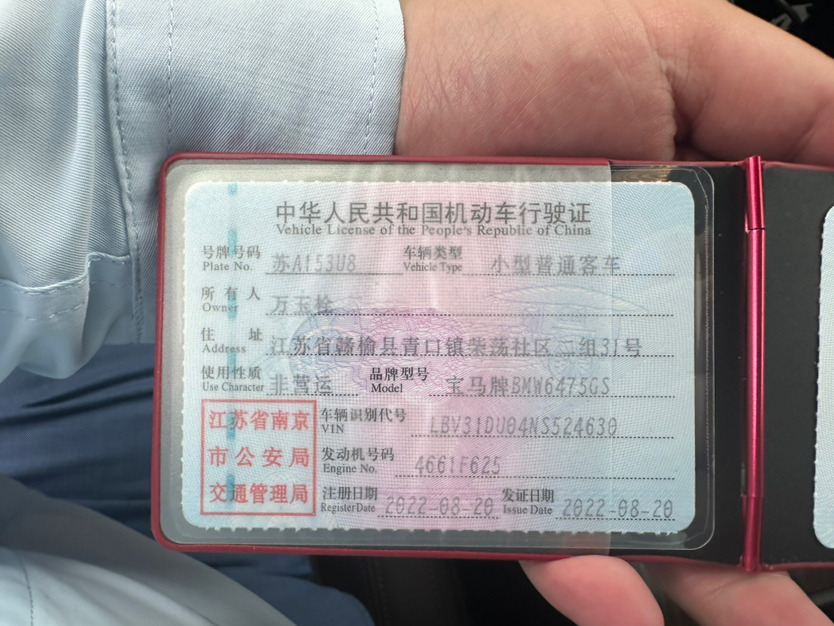 中华人民共和国机动车行驶证
Vehicle License of the People's Republic of China
号牌号码 苏A153U8 车辆类型 小型普通客车
Plate No. Vehicle Type
所有人 万玉栓
Owner
住址 江苏省赣榆县青口镇柴荡社区二组31号
Address
使用性质 非营运 品牌型号 宝马牌BMW6475GS
Use Character Model
江苏省南京
市公安局
交通管理局
车辆识别代号 LBV31DU04NS524630
VIN
发动机号码 4661F625
Engine No.
注册日期 2022-08-20 发证日期 2022-08-20
Register Date Issue Date